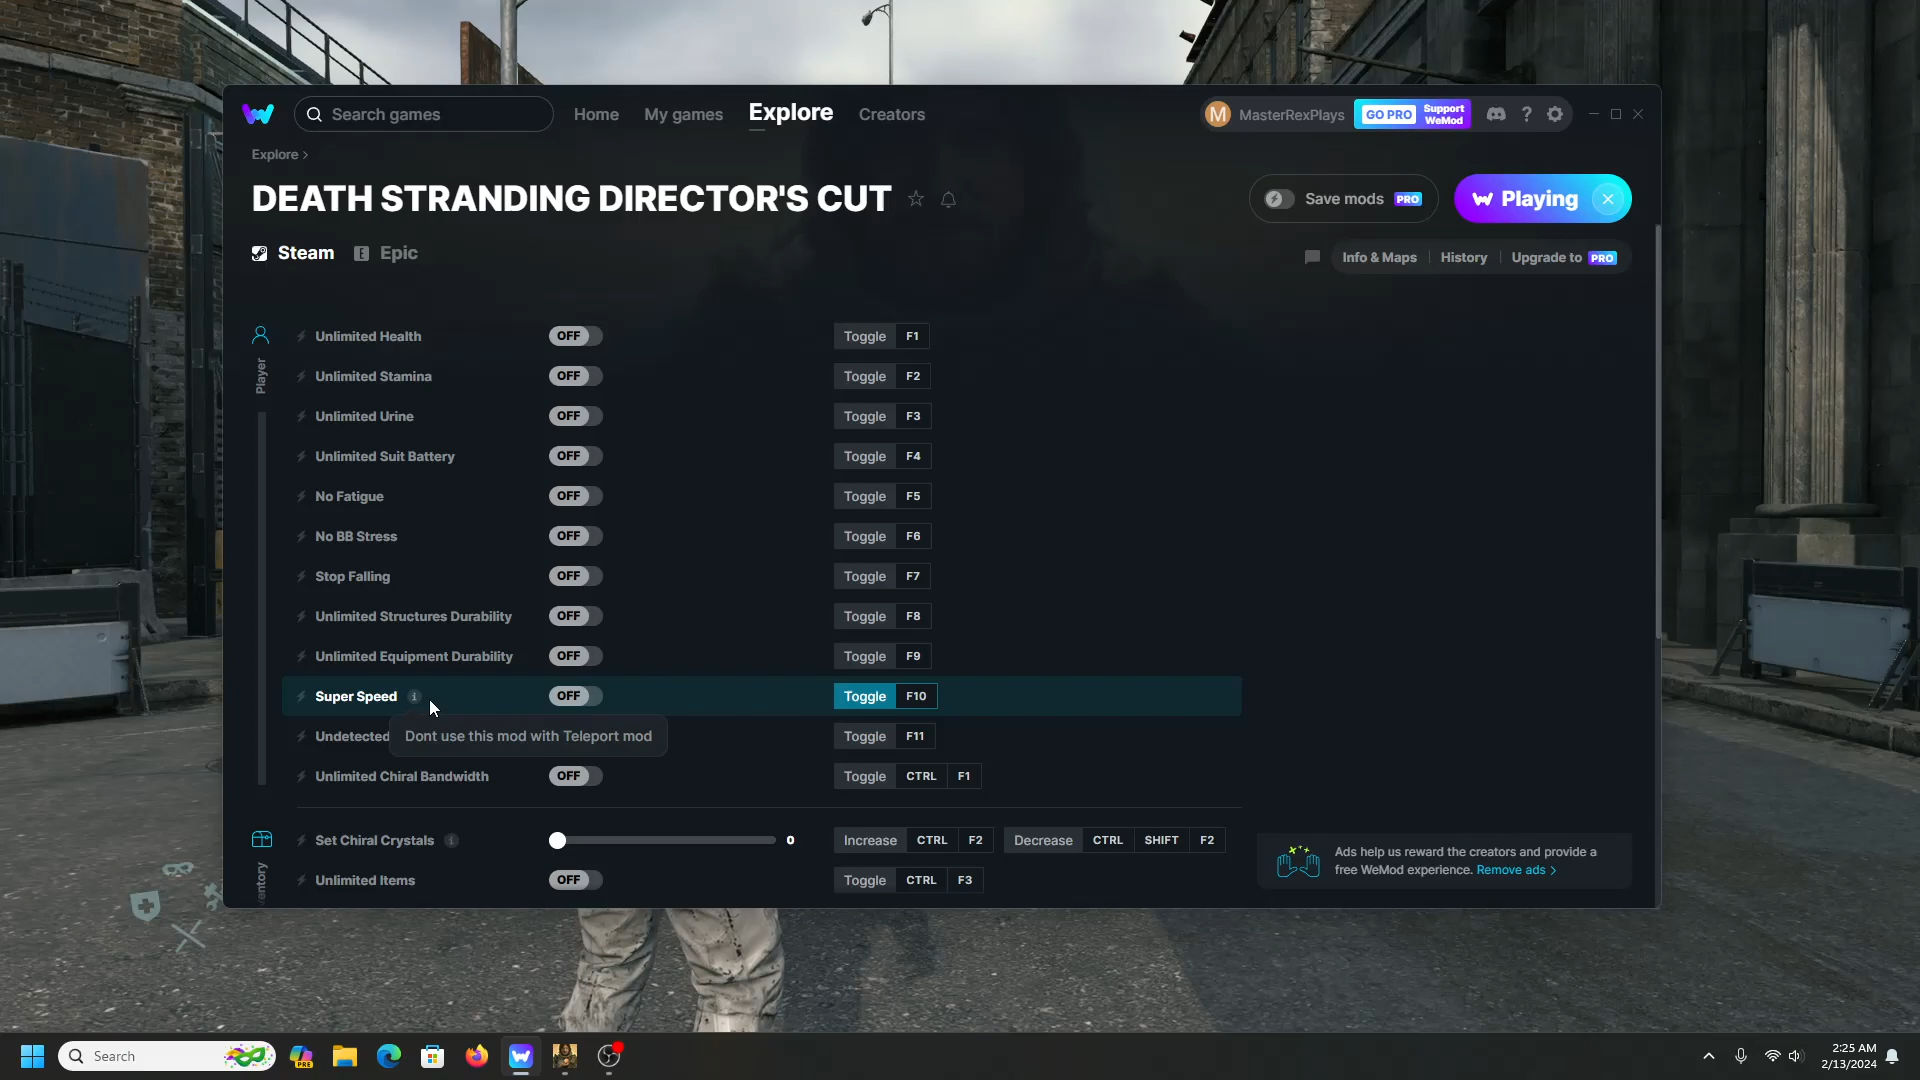 Search games
Home
My games
Explore
Creators
M
MasterRexPlays
GO PRO
Support
WeMod
?
Explore >
DEATH STRANDING DIRECTOR'S CUT
Save mods PRO
Playing
Steam
E Epic
Info & Maps
History
Upgrade to PRO
Player
Unlimited Health OFF Toggle F1
Unlimited Stamina OFF Toggle F2
Unlimited Urine OFF Toggle F3
Unlimited Suit Battery OFF Toggle F4
No Fatigue OFF Toggle F5
No BB Stress OFF Toggle F6
Stop Falling OFF Toggle F7
Unlimited Structures Durability OFF Toggle F8
Unlimited Equipment Durability OFF Toggle F9
Super Speed i OFF Toggle F10
Undetected Toggle F11
Dont use this mod with Teleport mod
Unlimited Chiral Bandwidth OFF Toggle CTRL F1
Set Chiral Crystals i 0 Increase CTRL F2 Decrease CTRL SHIFT F2
Unlimited Items OFF Toggle CTRL F3
Ads help us reward the creators and provide a
free WeMod experience. Remove ads >
Search
PRE
2:25 AM
2/13/2024